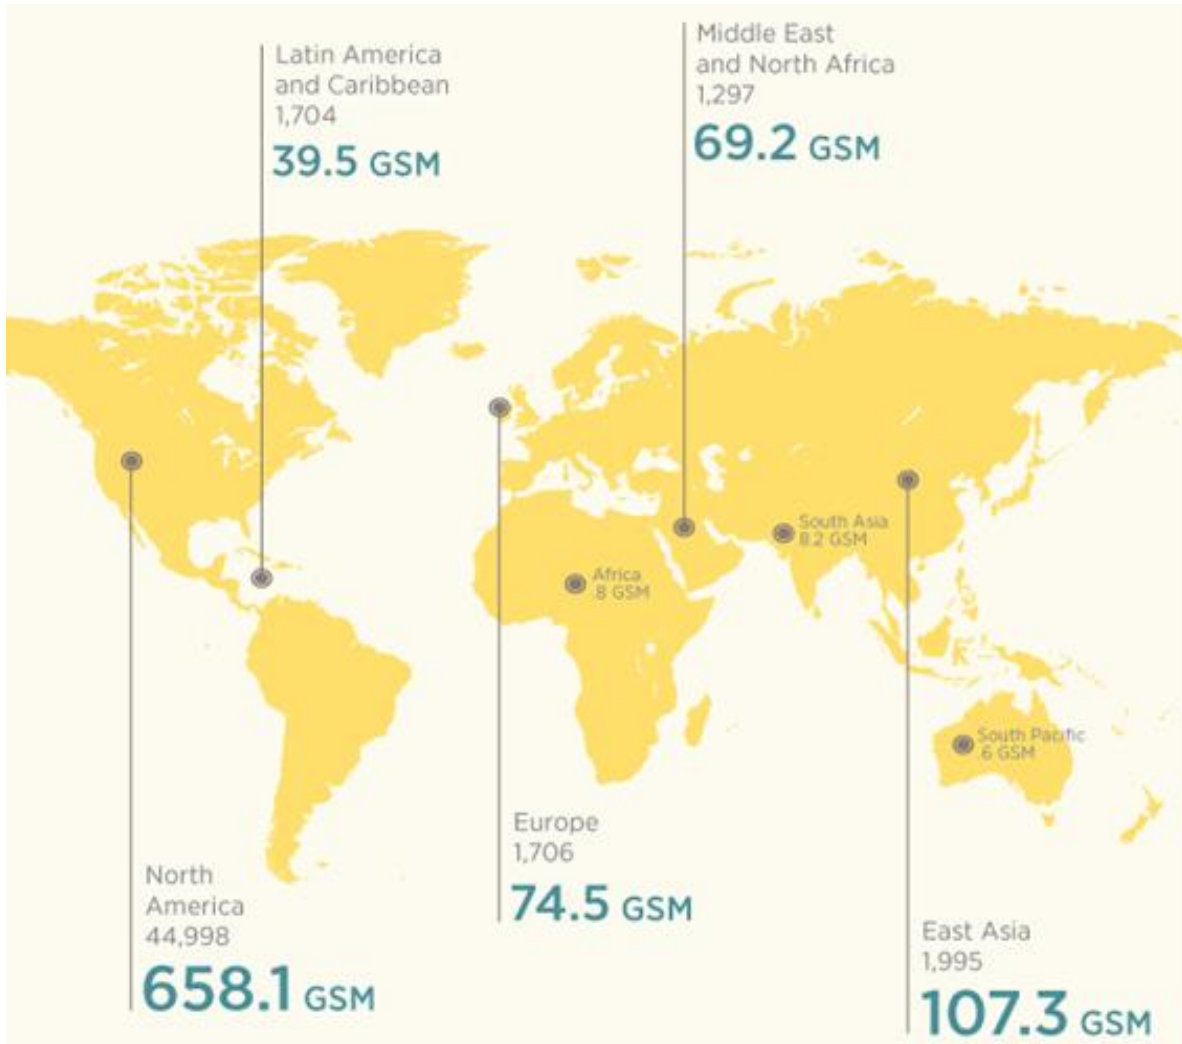 Latin America
and Caribbean
1,704
39.5 GSM
Middle East
and North Africa
1,297
69.2 GSM
South Asia
8.2 GSM
Africa
.8 GSM
South Pacific
.6 GSM
Europe
1,706
74.5 GSM
North
America
44,998
658.1 GSM
East Asia
1,995
107.3 GSM